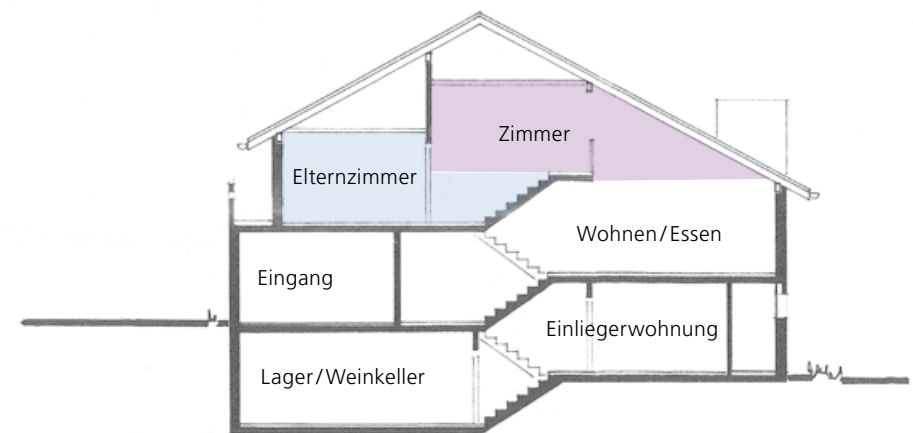 Zimmer
Elternzimmer
Wohnen/Essen
Eingang
Einliegerwohnung
Lager/Weinkeller